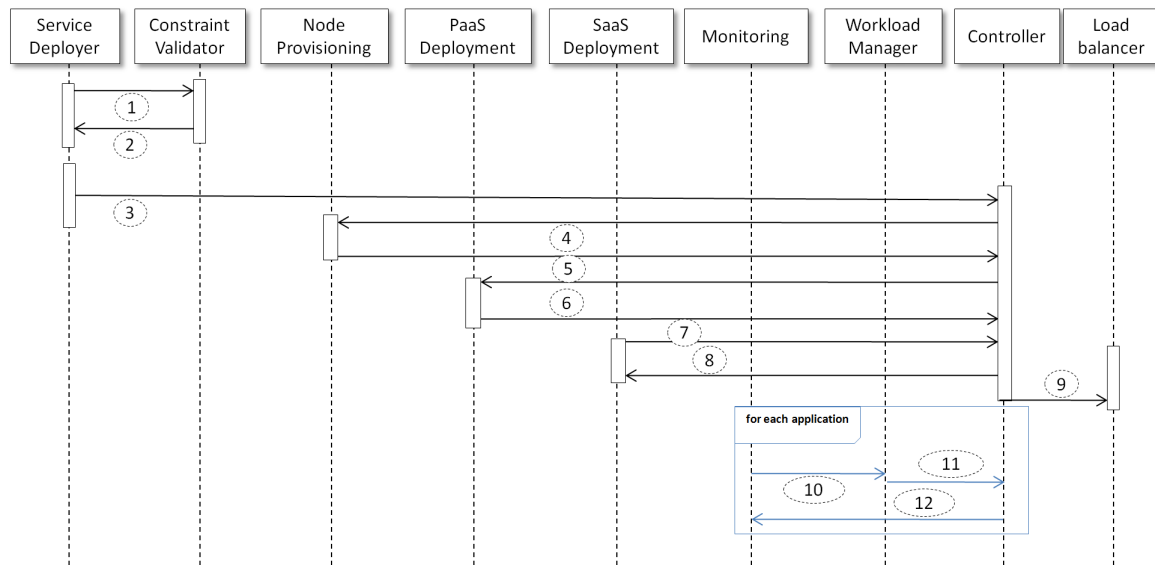 Service
Deployer
Constraint
Validator
Node
Provisioning
PaaS
Deployment
SaaS
Deployment
Monitoring
Workload
Manager
Controller
Load
balancer
1
2
3
4
5
6
7
8
9
for each application
10
11
12